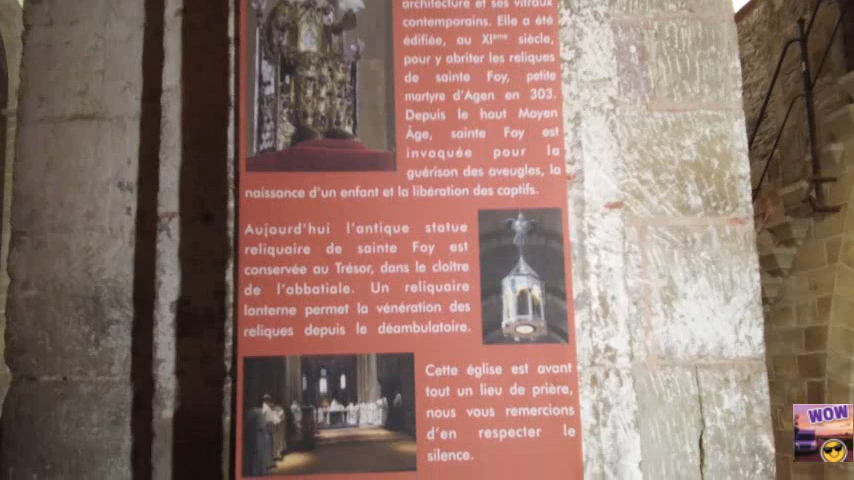 architecture et ses vitraux
contemporains. Elle a été
édifiée, au XIème siècle,
pour y abriter les reliques
de sainte Foy, petite
martyre d'Agen en 303.
Depuis le haut Moyen
Âge, sainte Foy est
invoquée pour la
guérison des aveugles, la
naissance d'un enfant et la libération des captifs.
Aujourd'hui l'antique statue
reliquaire de sainte Foy est
conservée au Trésor, dans le cloître
de l'abbatiale. Un reliquaire
lanterne permet la vénération des
reliques depuis le déambulatoire.
Cette église est avant
tout un lieu de prière,
nous vous remercions
d'en respecter le
silence.
WOW